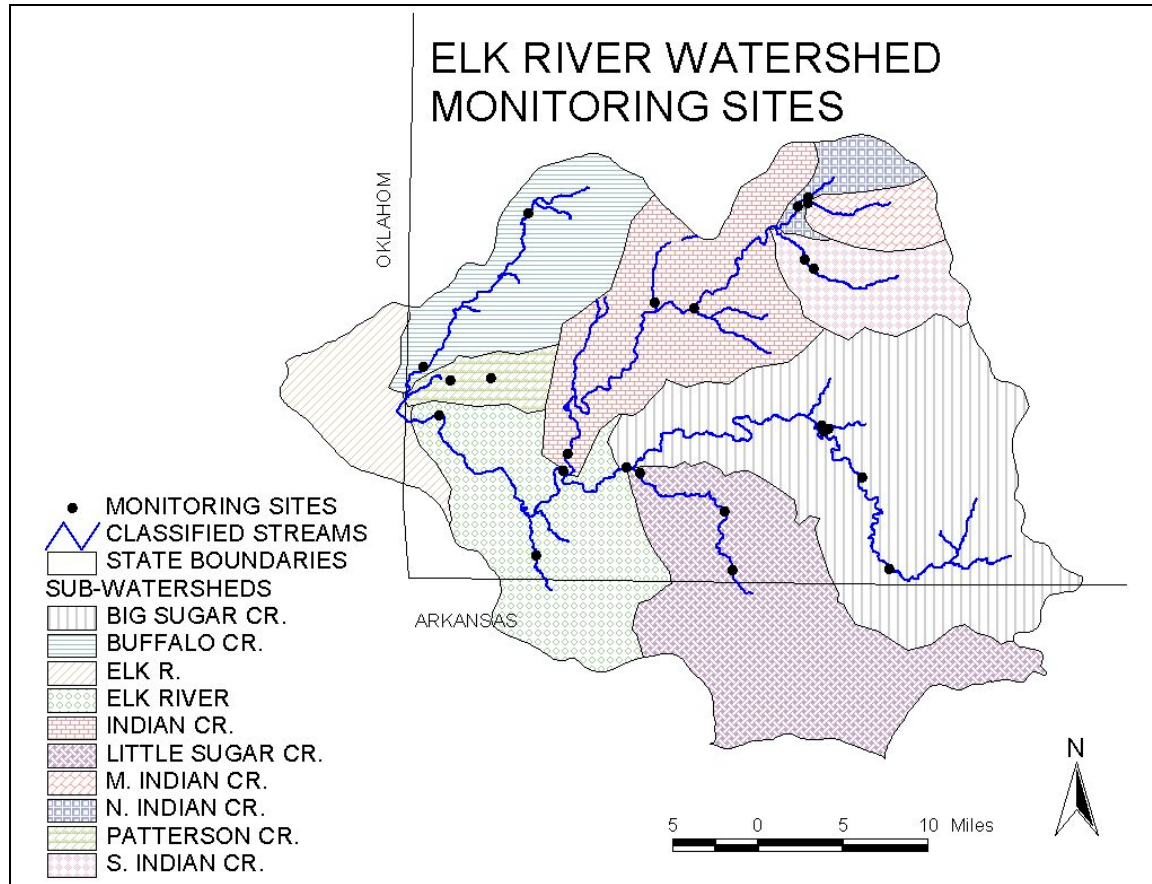 ELK RIVER WATERSHED
MONITORING SITES
OKLAHOM
MONITORING SITES
CLASSIFIED STREAMS
STATE BOUNDARIES
SUB-WATERSHEDS
BIG SUGAR CR.
BUFFALO CR.
ELK R.
ELK RIVER
INDIAN CR.
LITTLE SUGAR CR.
M. INDIAN CR.
N. INDIAN CR.
PATTERSON CR.
S. INDIAN CR.
ARKANSAS
5 0 5 10 Miles
N